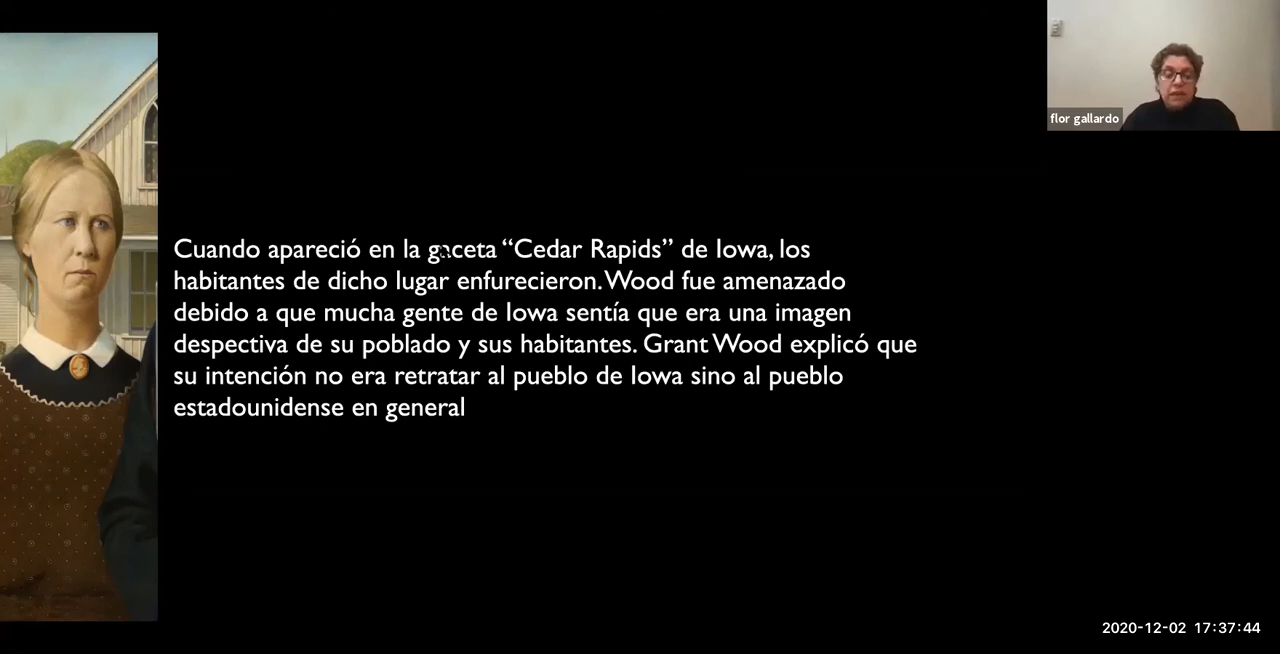 flor gallardo
Cuando apareció en la gaceta “Cedar Rapids” de Iowa, los
habitantes de dicho lugar enfurecieron. Wood fue amenazado
debido a que mucha gente de Iowa sentía que era una imagen
despectiva de su poblado y sus habitantes. Grant Wood explicó que
su intención no era retratar al pueblo de Iowa sino al pueblo
estadounidense en general
2020-12-02 17:37:44